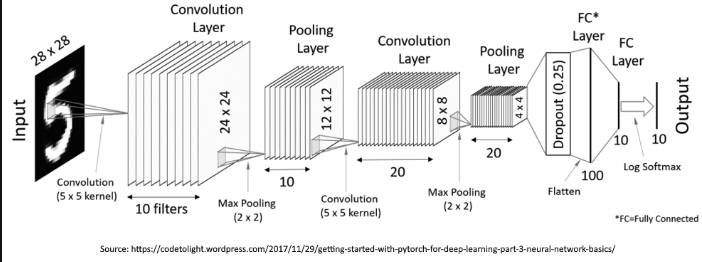 Input
28 x 28
Convolution
(5 x 5 kernel)
Convolution
Layer
24 x 24
10 filters
Max Pooling
(2 x 2)
Pooling
Layer
12 x 12
10
Convolution
(5 x 5 kernel)
Convolution
Layer
8 x 8
20
Max Pooling
(2 x 2)
Pooling
Layer
4 x 4
20
Dropout (0.25)
Flatten
FC*
Layer
100
FC
Layer
10
Log Softmax
10
Output
*FC=Fully Connected
Source: https://codetolight.wordpress.com/2017/11/29/getting-started-with-pytorch-for-deep-learning-part-3-neural-network-basics/
5